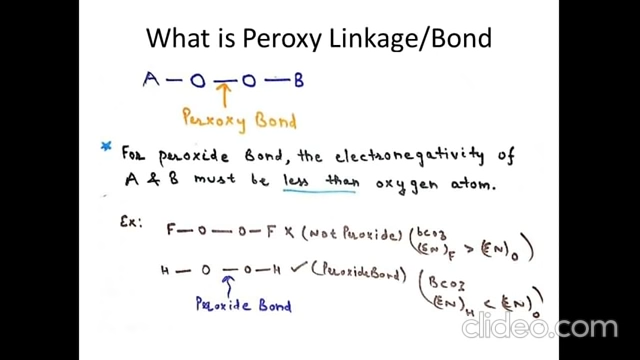 What is Peroxy Linkage/Bond
A — O — O — B
Peroxy Bond
* For peroxide Bond, the electronegativity of
A & B must be less than oxygen atom.
Ex: F — O — O — F × (Not Peroxide) (bcoz (EN)F > (EN)O)
H — O — O — H ✓ (Peroxide Bond) (Bcoz (EN)H < (EN)O)
Peroxide Bond
clideo.com